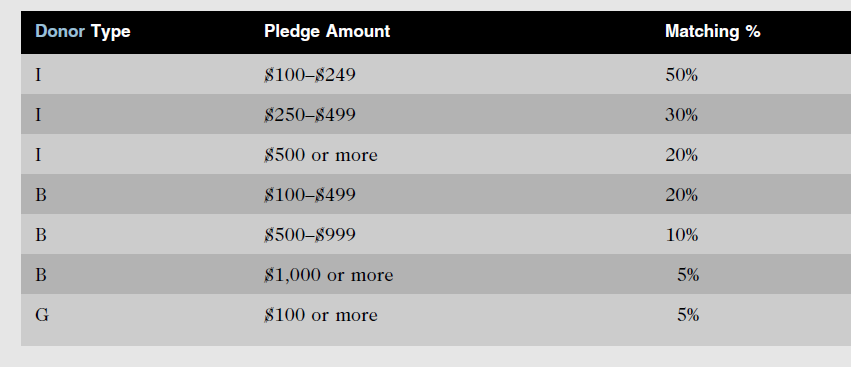 Donor Type Pledge Amount Matching %
I $100–$249 50%
I $250–$499 30%
I $500 or more 20%
B $100–$499 20%
B $500–$999 10%
B $1,000 or more 5%
G $100 or more 5%